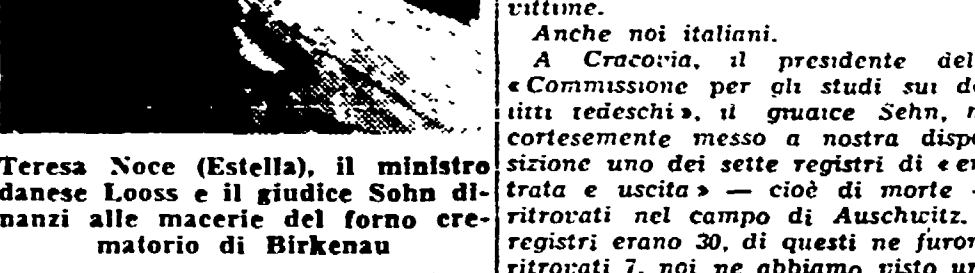 Teresa Noce (Estella), il ministro
danese Looss e il giudice Sohn di-
nanzi alle macerie del forno cre-
matorio di Birkenau
vittime.
Anche noi italiani.
A Cracovia, il presidente del
« Commissione per gli studi sui d
litti tedeschi », il giudice Sehn,
cortesemente messo a nostra dispo
sizione uno dei sette registri di « e
trata e uscita » — cioè di morte -
ritrovati nel campo di Auschwitz.
registri erano 30, di questi ne furor
ritrovati 7, noi ne abbiamo visto un